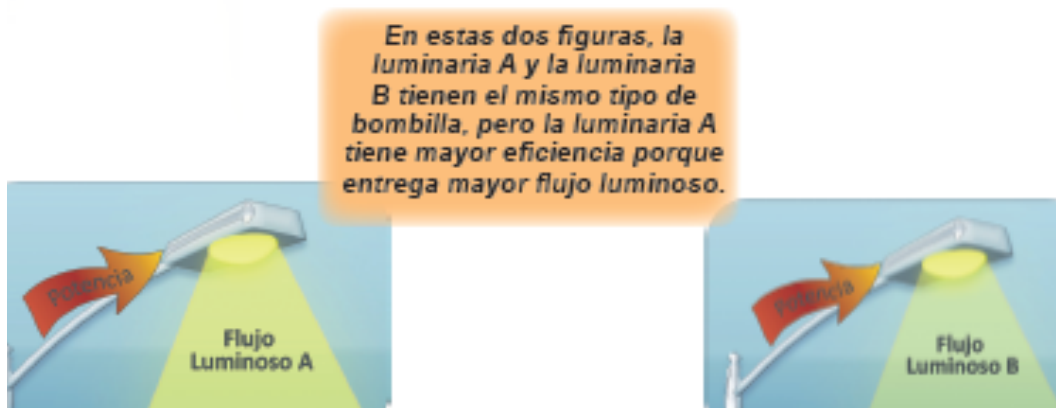 En estas dos figuras, la
luminaria A y la luminaria
B tienen el mismo tipo de
bombilla, pero la luminaria A
tiene mayor eficiencia porque
entrega mayor flujo luminoso.
Potencia
Flujo
Luminoso A
Potencia
Flujo
Luminoso B